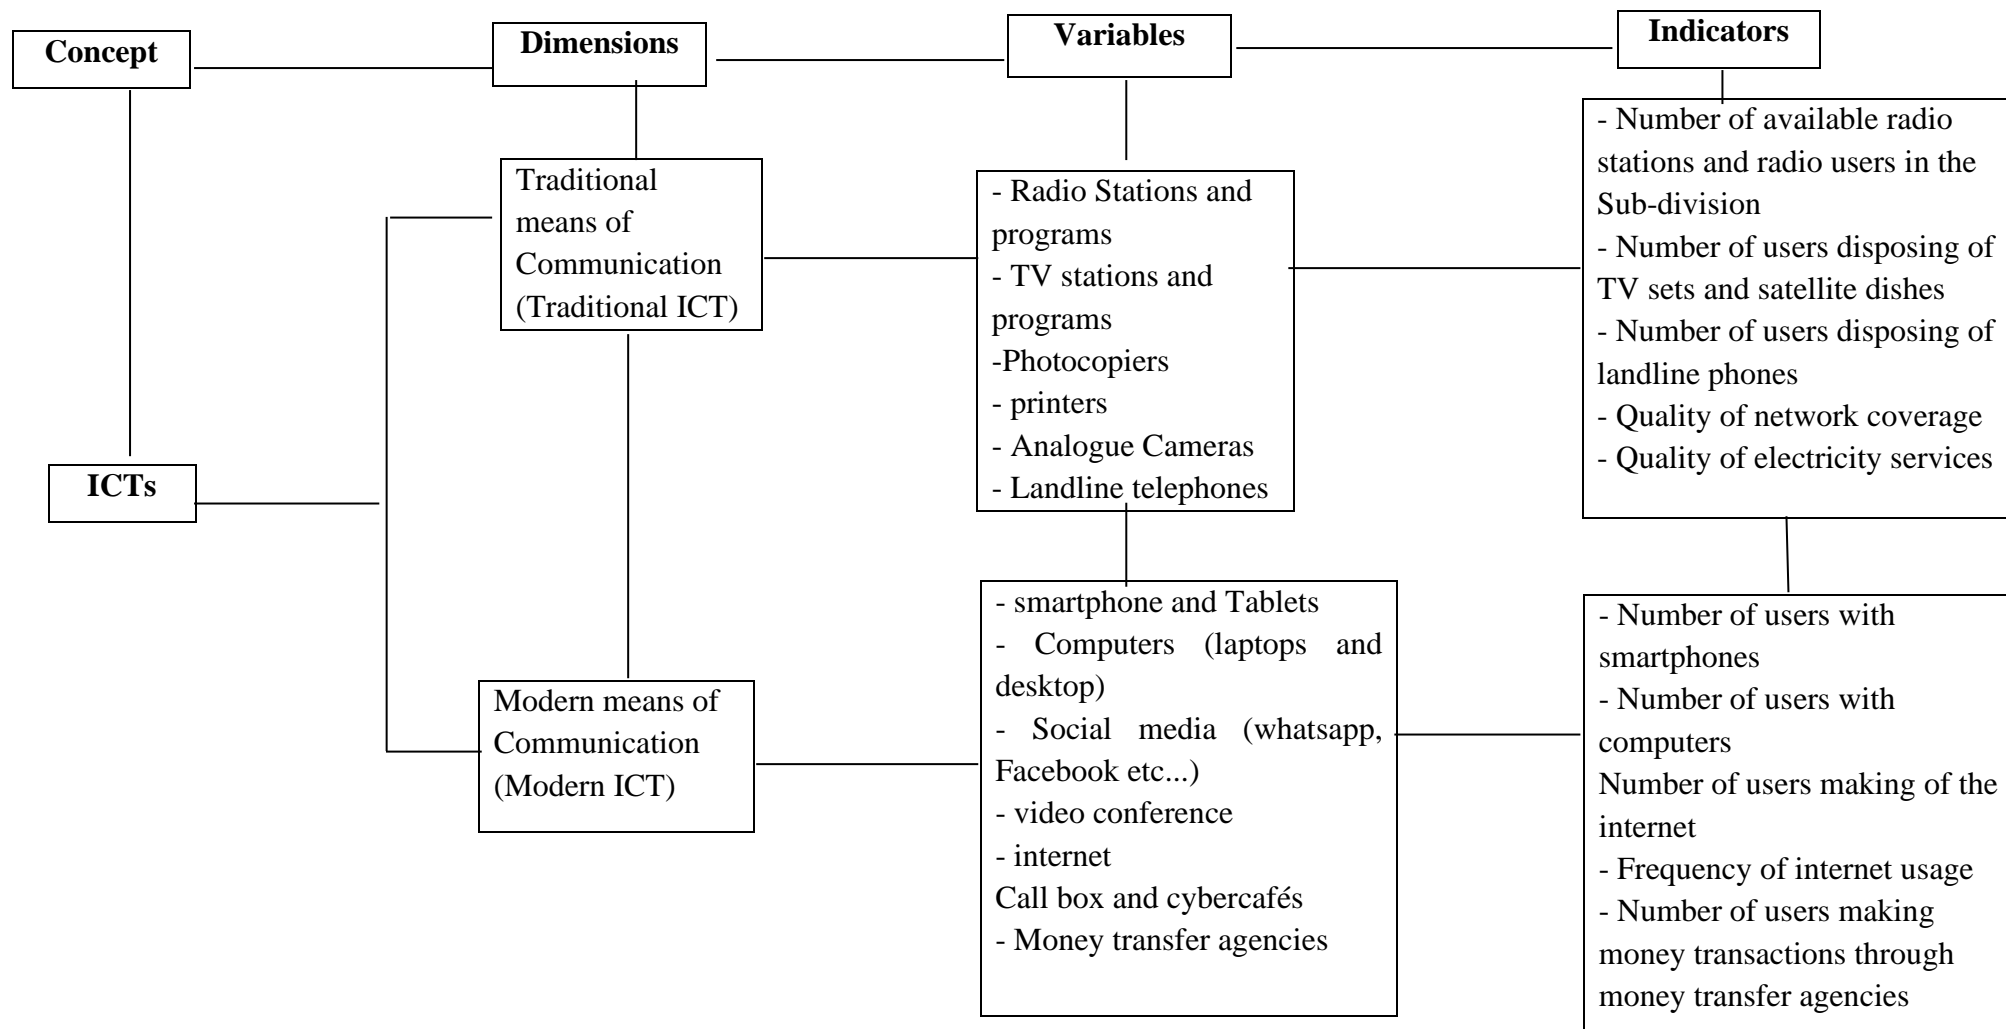 Concept
Dimensions
Variables
Indicators
ICTs
Traditional
means of
Communication
(Traditional ICT)
- Radio Stations and
programs
- TV stations and
programs
-Photocopiers
- printers
- Analogue Cameras
- Landline telephones
- Number of available radio
stations and radio users in the
Sub-division
- Number of users disposing of
TV sets and satellite dishes
- Number of users disposing of
landline phones
- Quality of network coverage
- Quality of electricity services
Modern means of
Communication
(Modern ICT)
- smartphone and Tablets
- Computers (laptops and
desktop)
- Social media (whatsapp,
Facebook etc...)
- video conference
- internet
Call box and cybercafés
- Money transfer agencies
- Number of users with
smartphones
- Number of users with
computers
Number of users making of the
internet
- Frequency of internet usage
- Number of users making
money transactions through
money transfer agencies